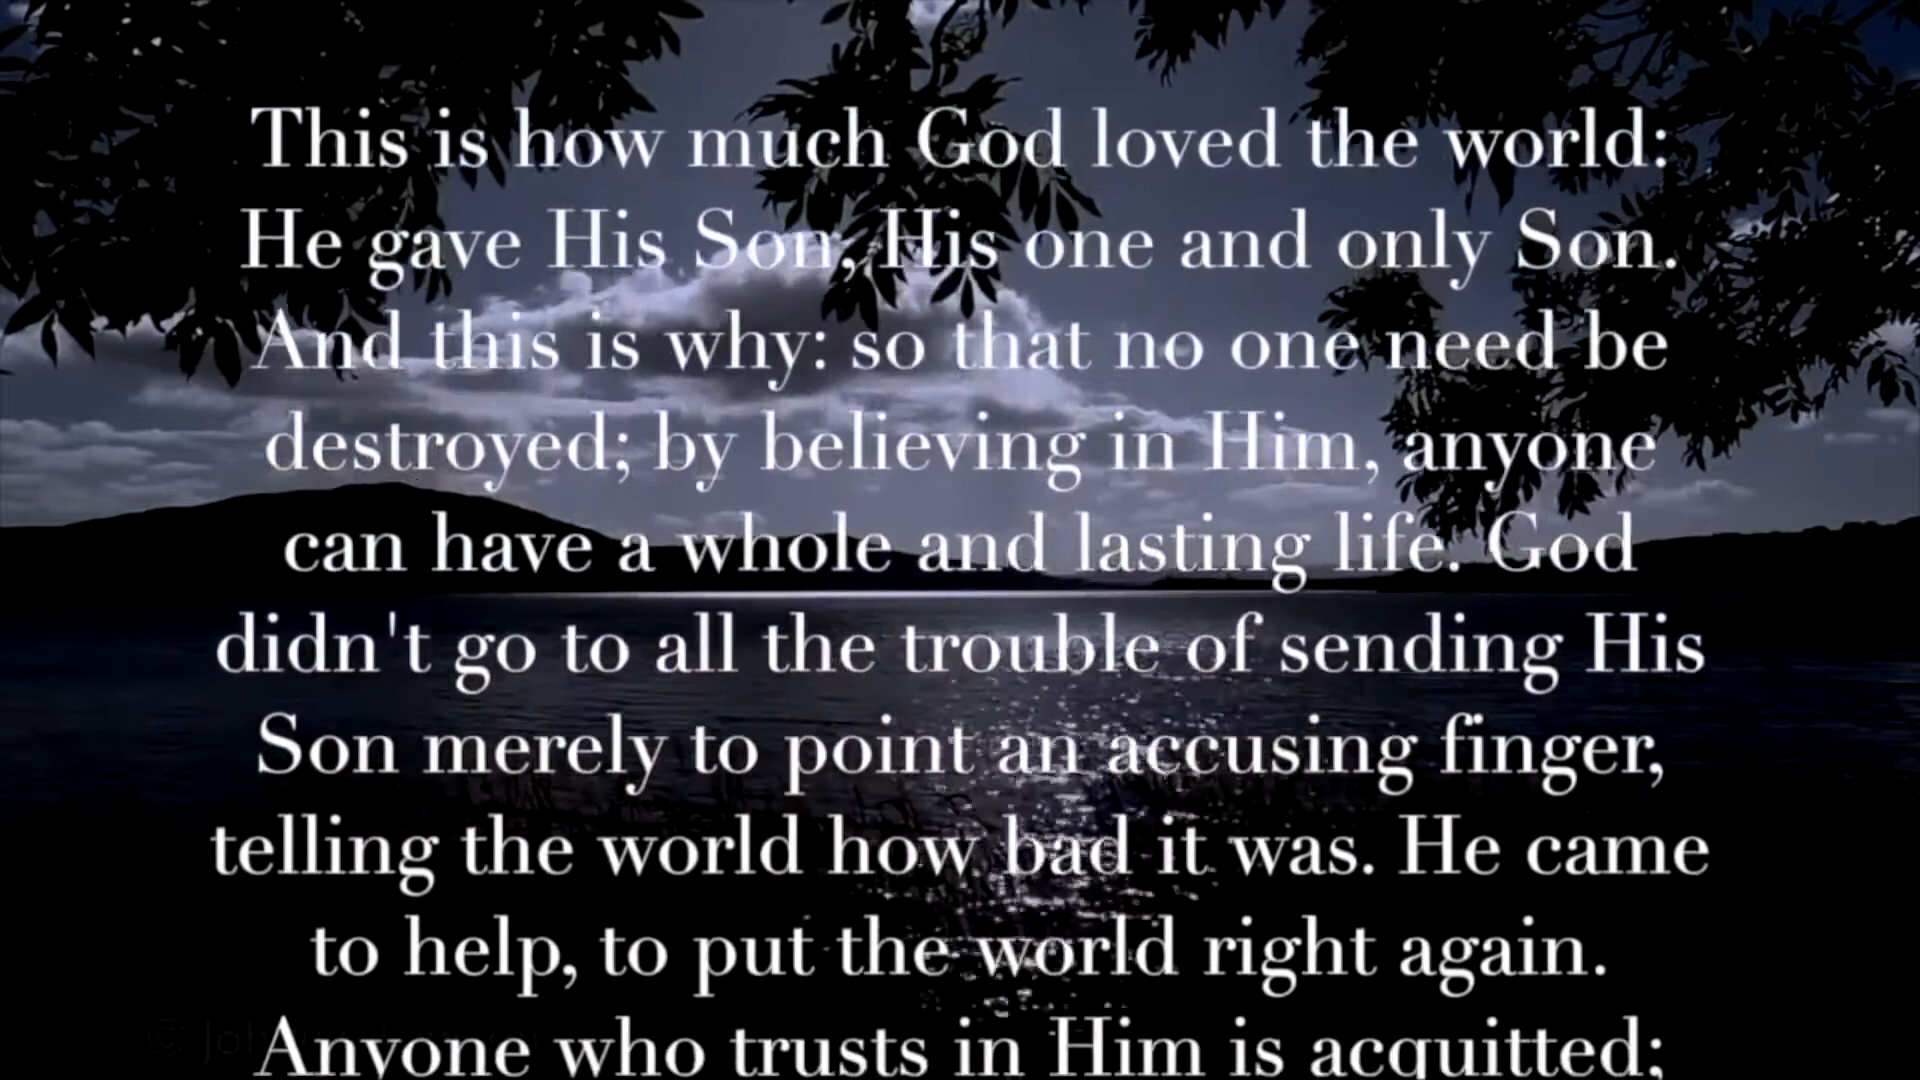 This is how much God loved the world:
He gave His Son, His one and only Son.
And this is why: so that no one need be
destroyed; by believing in Him, anyone
can have a whole and lasting life. God
didn't go to all the trouble of sending His
Son merely to point an accusing finger,
telling the world how bad it was. He came
to help, to put the world right again.
Anyone who trusts in Him is acquitted;